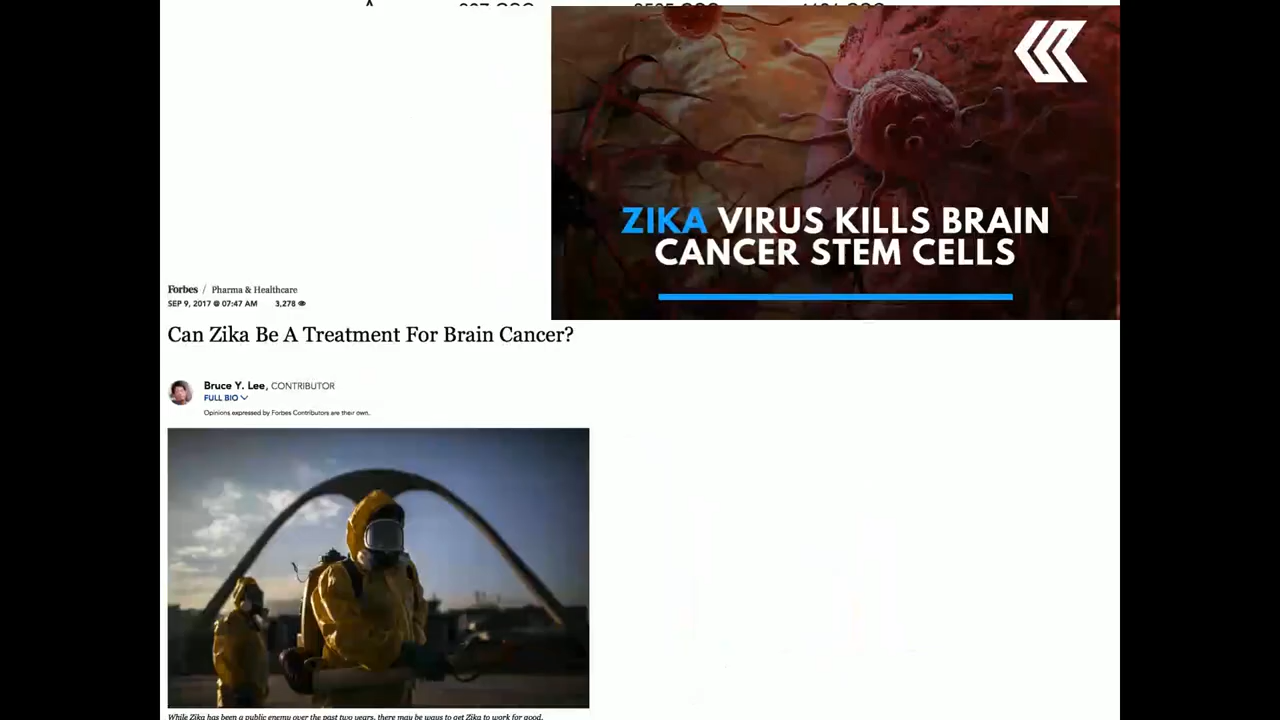 ZIKA VIRUS KILLS BRAIN
CANCER STEM CELLS
Forbes / Pharma & Healthcare
SEP 9, 2017 @ 07:47 AM 3,278
Can Zika Be A Treatment For Brain Cancer?
Bruce Y. Lee, CONTRIBUTOR
FULL BIO
Opinions expressed by Forbes Contributors are their own.
While Zika has been a public enemy over the past two years, there may be ways to get Zika to work for good.